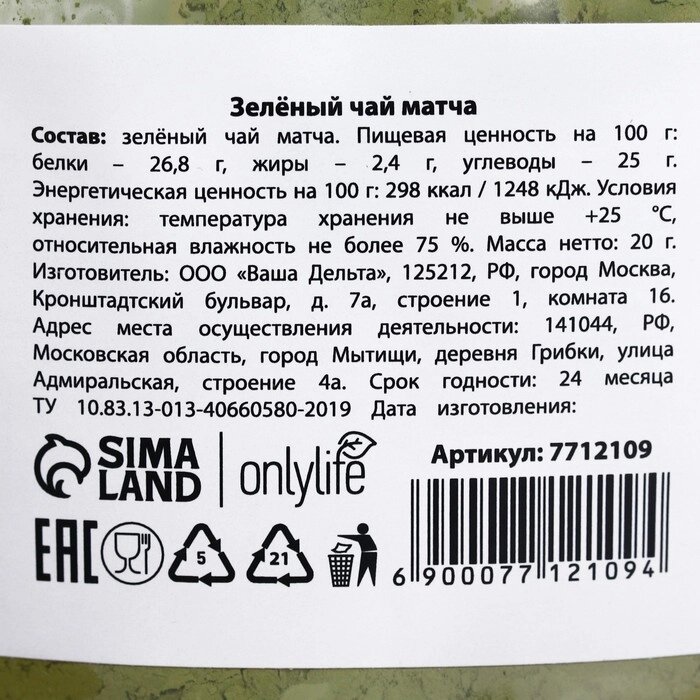 Зелёный чай матча
Состав: зелёный чай матча. Пищевая ценность на 100 г:
белки – 26,8 г, жиры – 2,4 г, углеводы – 25 г.
Энергетическая ценность на 100 г: 298 ккал / 1248 кДж. Условия
хранения: температура хранения не выше +25 °C,
относительная влажность не более 75 %. Масса нетто: 20 г.
Изготовитель: ООО «Ваша Дельта», 125212, РФ, город Москва,
Кронштадтский бульвар, д. 7а, строение 1, комната 16.
Адрес места осуществления деятельности: 141044, РФ,
Московская область, город Мытищи, деревня Грибки, улица
Адмиральская, строение 4а. Срок годности: 24 месяца
ТУ 10.83.13-013-40660580-2019 Дата изготовления:
SIMA
LAND
onlylife
Артикул: 7712109
EAC
5
21
6 900077 121094